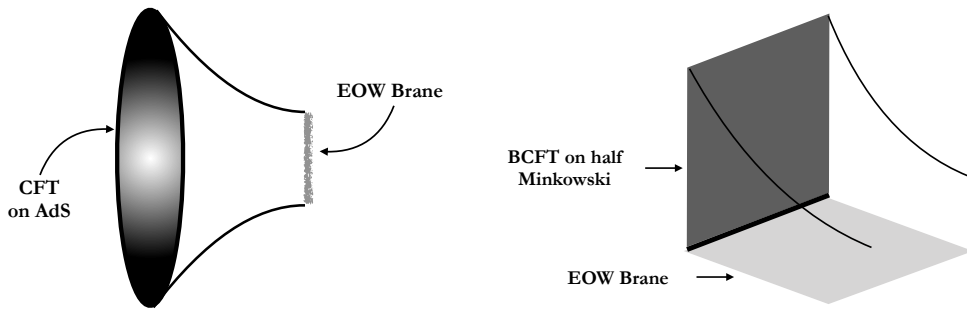 EOW Brane
CFT
on AdS
BCFT on half
Minkowski
EOW Brane